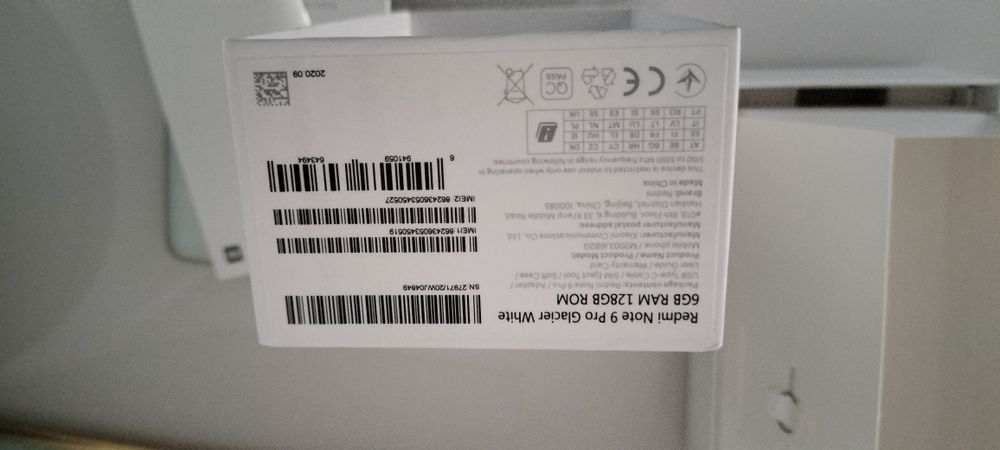 Redmi Note 9 Pro Glacier White
6GB RAM 128GB ROM
Package contents: Redmi Note 9 Pro / Adapter /
USB Type-C Cable / SIM Eject Tool / Soft Case /
User Guide / Warranty Card
Product Name / Product Model:
Mobile phone / M2003J6B2G
Manufacturer: Xiaomi Communications Co., Ltd.
Manufacturer postal address:
#019, 9th Floor, Building 6, 33 Xi'erqi Middle Road,
Haidian District, Beijing, China, 100085
Brand: Redmi
Made in China
This device is restricted to indoor use only when operating in
5150 to 5350 Mhz frequency range in following countries:
AT BE BG HR CY CZ DK
EE FI FR DE EL HU IE
IT LV LT LU MT NL PL
PT RO SK SI ES SE UK
CE
QC
PASS
SN:27971/20WJ04849
IMEI1 862436053450519
IMEI2 862436053450527
6 941059 643494
2020.09